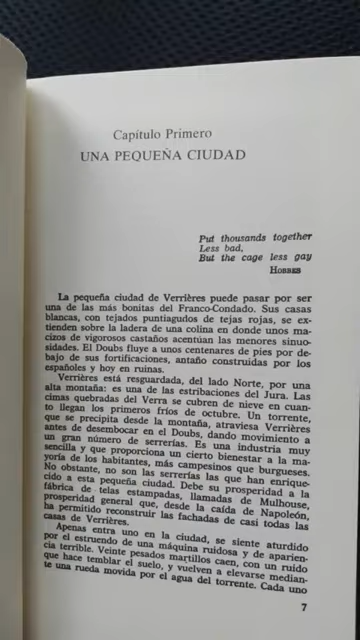 Capítulo Primero
UNA PEQUEÑA CIUDAD
Put thousands together
Less bad,
But the cage less gay
HOBBES
La pequeña ciudad de Verrières puede pasar por ser
una de las más bonitas del Franco-Condado. Sus casas
blancas, con tejados puntiagudos de tejas rojas, se ex-
tienden sobre la ladera de una colina en donde unos ma-
cizos de vigorosos castaños acentúan las menores sinuo-
sidades. El Doubs fluye a unos centenares de pies por de-
bajo de sus fortificaciones, antaño construidas por los
españoles y hoy en ruinas.
Verrières está resguardada, del lado Norte, por una
alta montaña: es una de las estribaciones del Jura. Las
cimas quebradas del Verra se cubren de nieve en cuan-
to llegan los primeros fríos de octubre. Un torrente,
que se precipita desde la montaña, atraviesa Verrières
antes de desembocar en el Doubs, dando movimiento a
un gran número de serrerías. Es una industria muy
sencilla y que proporciona un cierto bienestar a la ma-
yoría de los habitantes, más campesinos que burgueses.
No obstante, no son las serrerías las que han enrique-
cido a esta pequeña ciudad. Debe su prosperidad a la
fábrica de telas estampadas, llamadas de Mulhouse,
prosperidad general que, desde la caída de Napoleón,
ha permitido reconstruir las fachadas de casi todas las
casas de Verrières.
Apenas entra uno en la ciudad, se siente aturdido
por el estruendo de una máquina ruidosa y de aparien-
cia terrible. Veinte pesados martillos caen, con un ruido
que hace temblar el suelo, y vuelven a elevarse median-
te una rueda movida por el agua del torrente. Cada uno
7